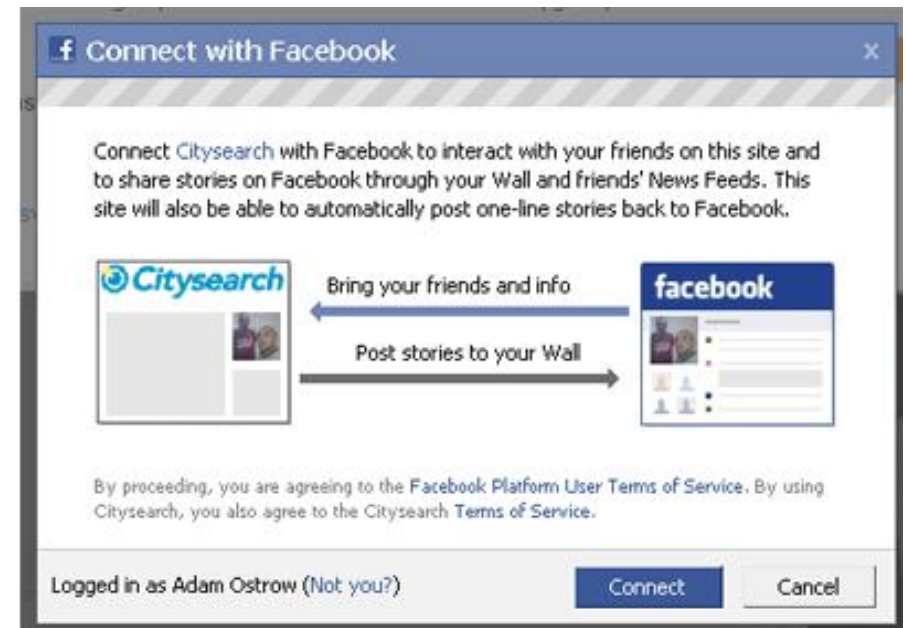 Connect with Facebook
Connect Citysearch with Facebook to interact with your friends on this site and
to share stories on Facebook through your Wall and friends' News Feeds. This
site will also be able to automatically post one-line stories back to Facebook.
Citysearch
Bring your friends and info
facebook
Post stories to your Wall
By proceeding, you are agreeing to the Facebook Platform User Terms of Service. By using
Citysearch, you also agree to the Citysearch Terms of Service.
Logged in as Adam Ostrow (Not you?)
Connect
Cancel